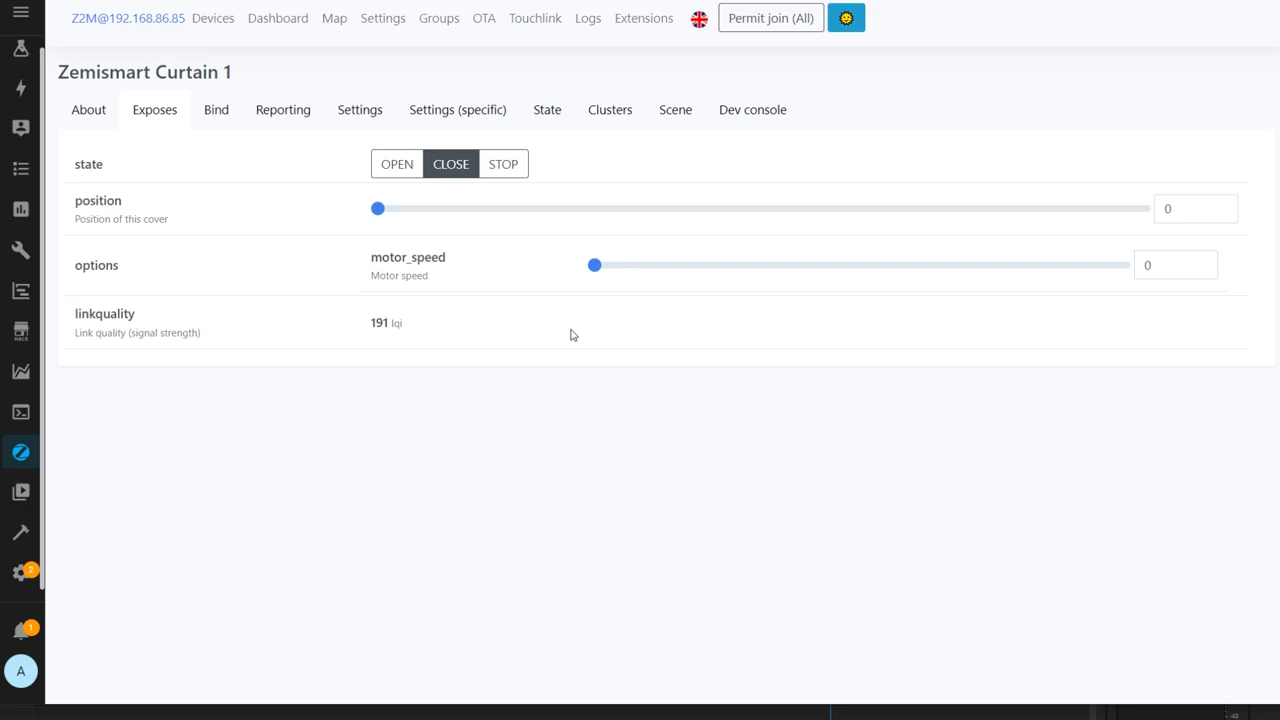 Z2M@192.168.86.85 Devices Dashboard Map Settings Groups OTA Touchlink Logs Extensions Permit join (All)
Zemismart Curtain 1
About Exposes Bind Reporting Settings Settings (specific) State Clusters Scene Dev console
state OPEN CLOSE STOP
position
Position of this cover
0
options
motor_speed
Motor speed
0
linkquality
Link quality (signal strength)
191 lqi
HACS
2
1
A